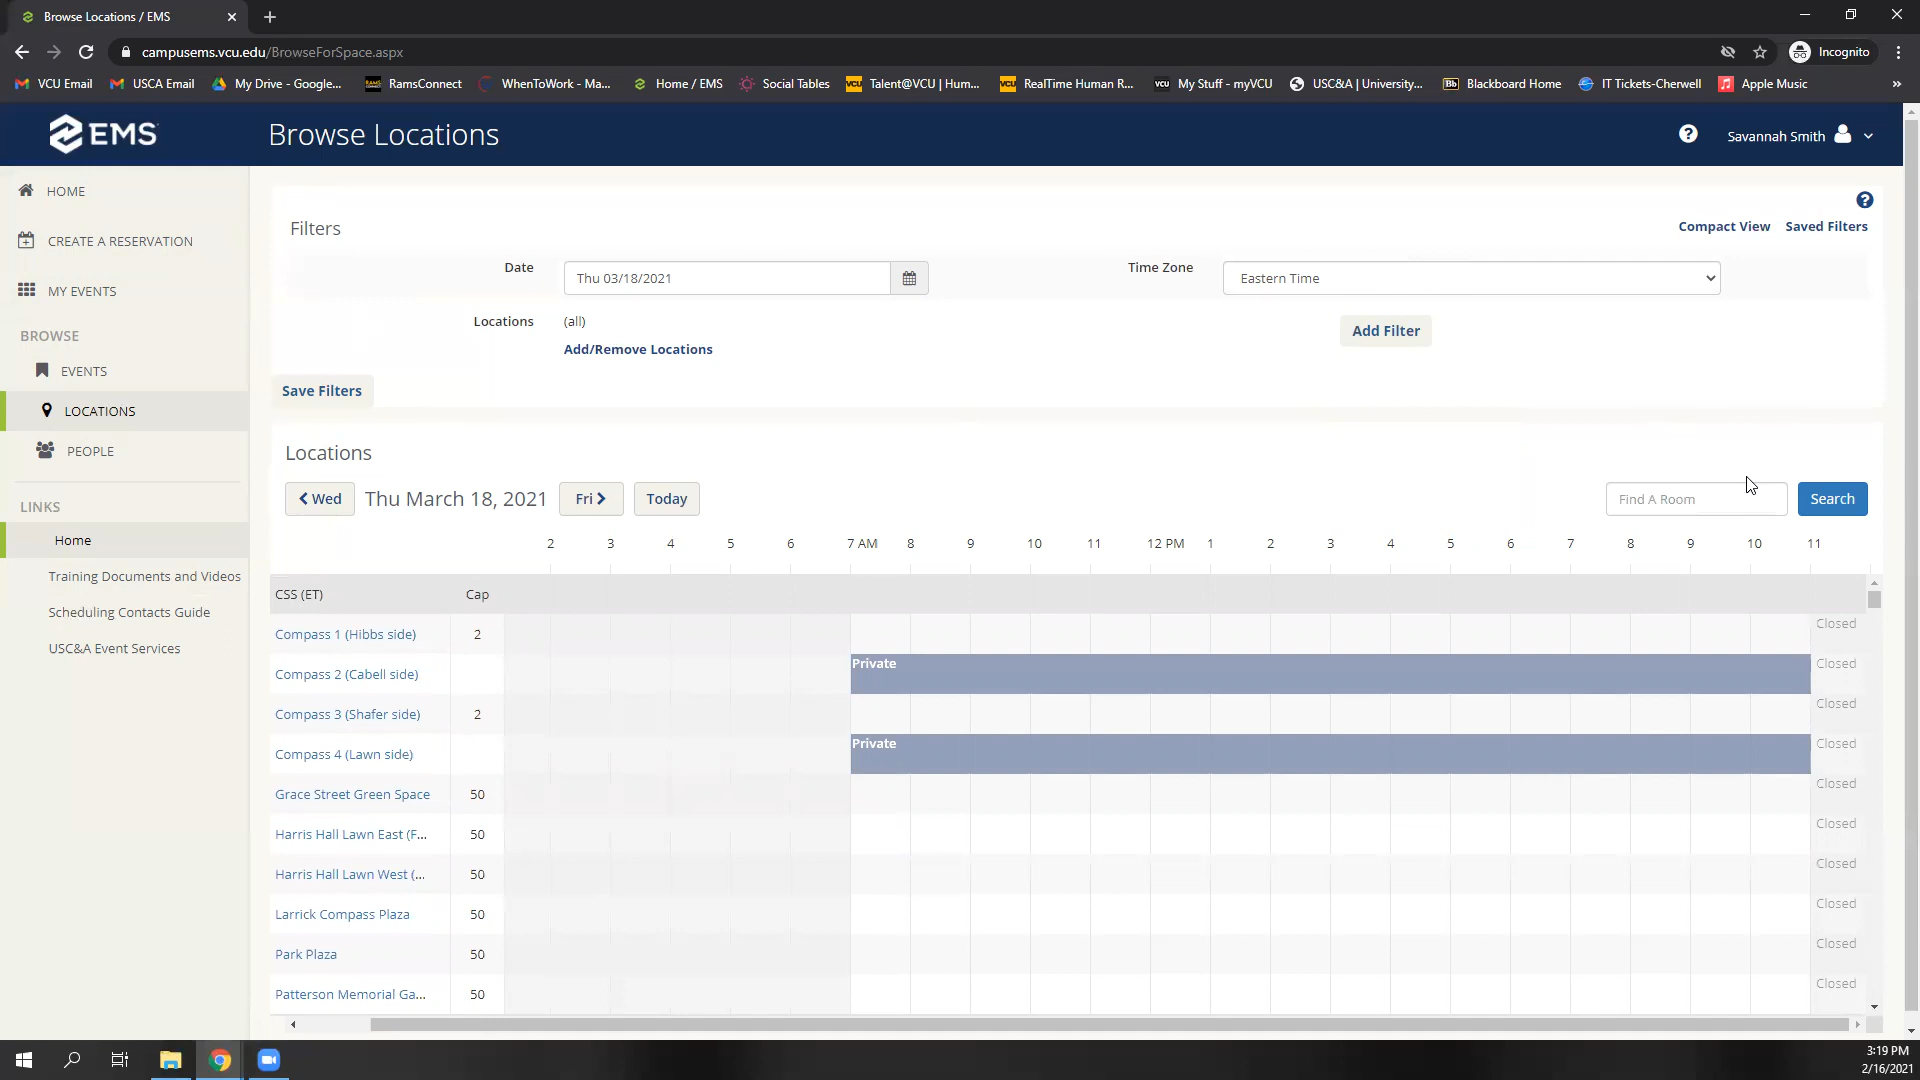 Browse Locations / EMS
campusems.vcu.edu/BrowseForSpace.aspx
Incognito
VCU Email
USCA Email
My Drive - Google...
RamsConnect
WhenToWork - Ma...
Home / EMS
Social Tables
Talent@VCU | Hum...
RealTime Human R...
My Stuff - myVCU
USC&A | University...
Blackboard Home
IT Tickets-Cherwell
Apple Music
EMS
Browse Locations
Savannah Smith
HOME
CREATE A RESERVATION
MY EVENTS
BROWSE
EVENTS
LOCATIONS
PEOPLE
LINKS
Home
Training Documents and Videos
Scheduling Contacts Guide
USC&A Event Services
Filters
Compact View Saved Filters
Date Thu 03/18/2021 Time Zone Eastern Time
Locations (all)
Add Filter
Add/Remove Locations
Save Filters
Locations
Wed Thu March 18, 2021 Fri Today Find A Room Search
2 3 4 5 6 7 AM 8 9 10 11 12 PM 1 2 3 4 5 6 7 8 9 10 11
CSS (ET) Cap
Compass 1 (Hibbs side) 2 Closed
Compass 2 (Cabell side) Private Closed
Compass 3 (Shafer side) 2 Closed
Compass 4 (Lawn side) Private Closed
Grace Street Green Space 50 Closed
Harris Hall Lawn East (F... 50 Closed
Harris Hall Lawn West (... 50 Closed
Larrick Compass Plaza 50 Closed
Park Plaza 50 Closed
Patterson Memorial Ga... 50 Closed
3:19 PM
2/16/2021